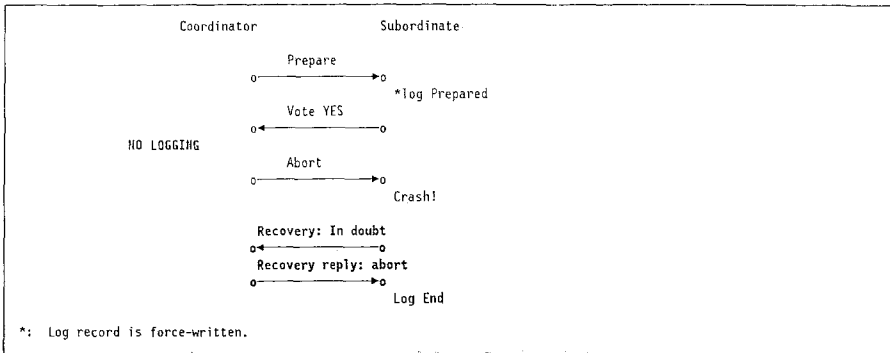 Coordinator Subordinate
Prepare
*log Prepared
Vote YES
NO LOGGING
Abort
Crash!
Recovery: In doubt
Recovery reply: abort
Log End
*: Log record is force-written.